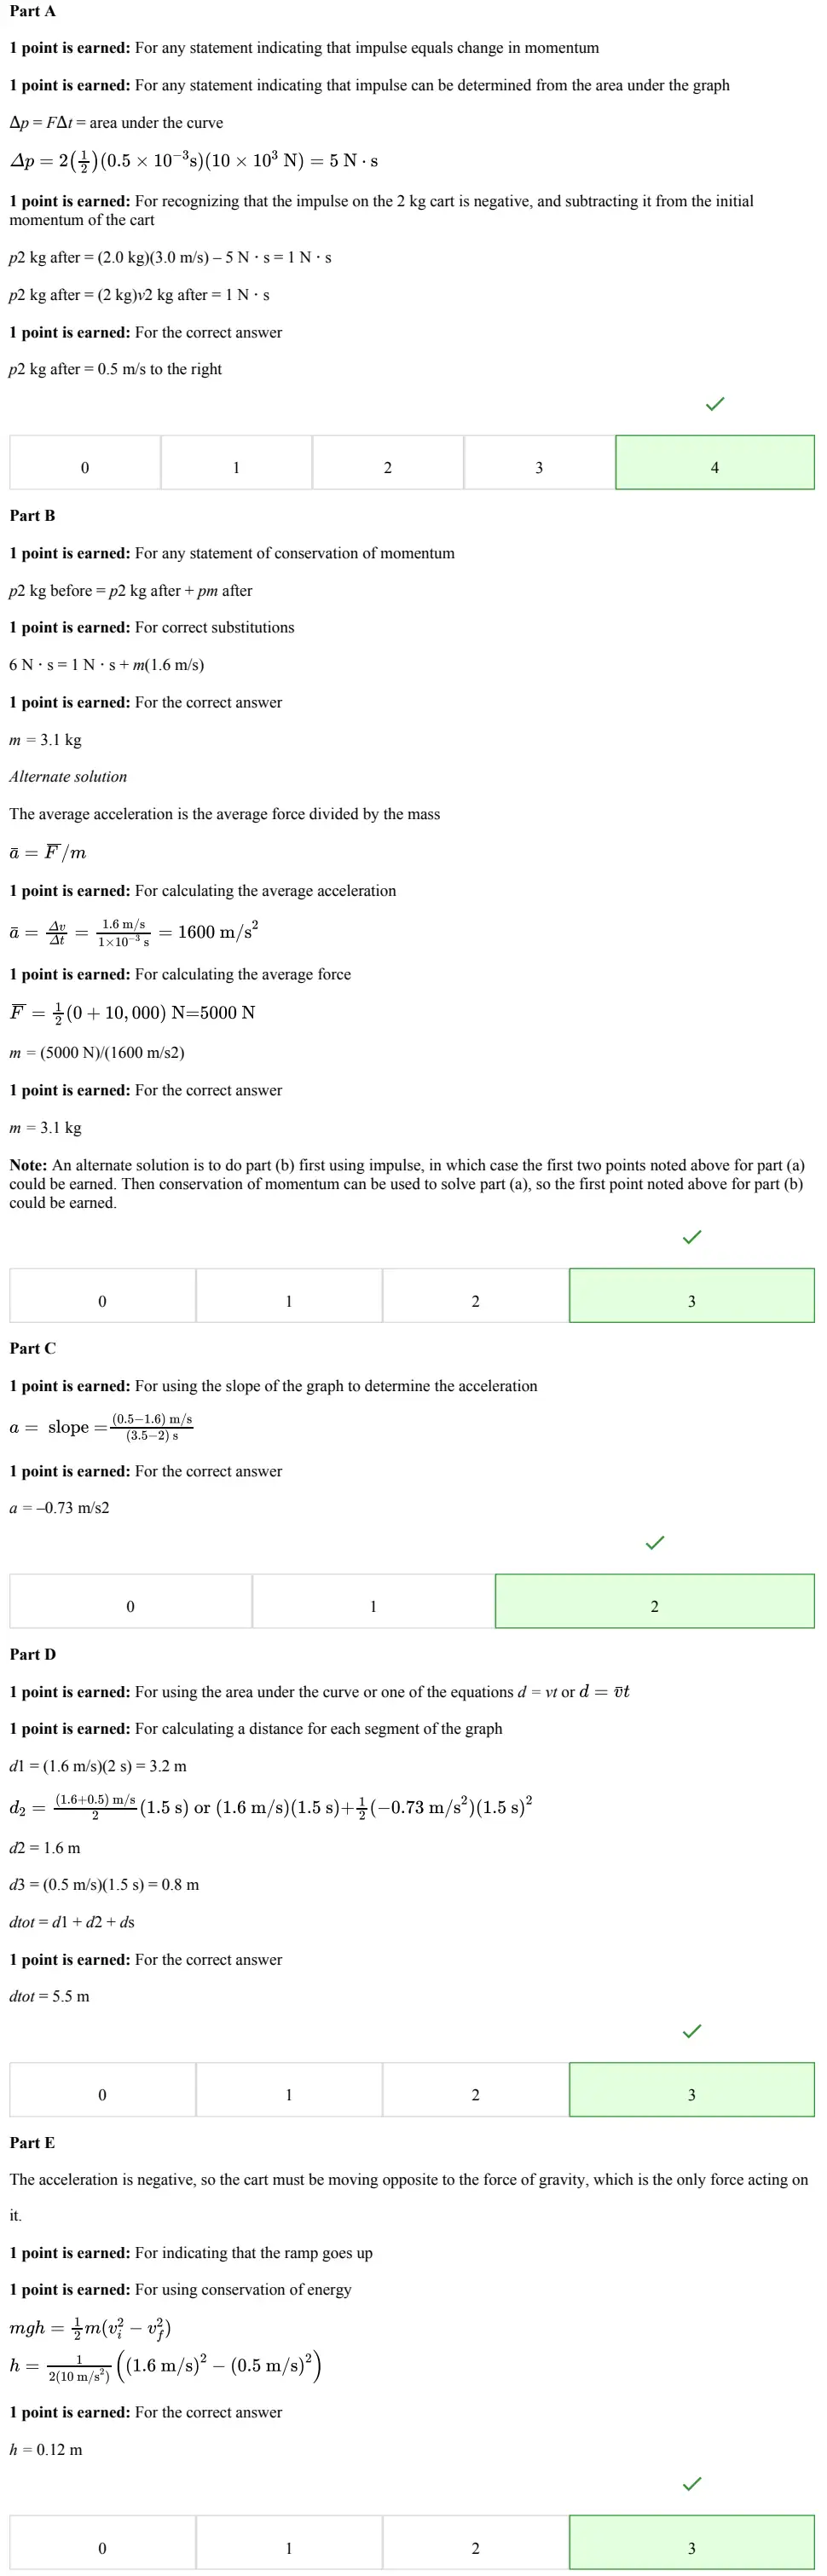 Part A
1 point is earned: For any statement indicating that impulse equals change in momentum
1 point is earned: For any statement indicating that impulse can be determined from the area under the graph
Δp = FΔt = area under the curve
Δp = 2(1/2)(0.5 × 10⁻³s)(10 × 10³ N) = 5 N · s
1 point is earned: For recognizing that the impulse on the 2 kg cart is negative, and subtracting it from the initial
momentum of the cart
p2 kg after = (2.0 kg)(3.0 m/s) – 5 N · s = 1 N · s
p2 kg after = (2 kg)v2 kg after = 1 N · s
1 point is earned: For the correct answer
p2 kg after = 0.5 m/s to the right
✓
0 1 2 3 4
Part B
1 point is earned: For any statement of conservation of momentum
p2 kg before = p2 kg after + pm after
1 point is earned: For correct substitutions
6 N · s = 1 N · s + m(1.6 m/s)
1 point is earned: For the correct answer
m = 3.1 kg
Alternate solution
The average acceleration is the average force divided by the mass
ā = F̅/m
1 point is earned: For calculating the average acceleration
ā = Δv/Δt = 1.6 m/s / 1×10⁻³ s = 1600 m/s²
1 point is earned: For calculating the average force
F̅ = 1/2(0 + 10,000) N=5000 N
m = (5000 N)/(1600 m/s2)
1 point is earned: For the correct answer
m = 3.1 kg
Note: An alternate solution is to do part (b) first using impulse, in which case the first two points noted above for part (a)
could be earned. Then conservation of momentum can be used to solve part (a), so the first point noted above for part (b)
could be earned.
✓
0 1 2 3
Part C
1 point is earned: For using the slope of the graph to determine the acceleration
a = slope = (0.5−1.6) m/s / (3.5−2) s
1 point is earned: For the correct answer
a = –0.73 m/s2
✓
0 1 2
Part D
1 point is earned: For using the area under the curve or one of the equations d = vt or d = v̄t
1 point is earned: For calculating a distance for each segment of the graph
d1 = (1.6 m/s)(2 s) = 3.2 m
d₂ = (1.6+0.5) m/s / 2 (1.5 s) or (1.6 m/s)(1.5 s)+1/2(−0.73 m/s²)(1.5 s)²
d2 = 1.6 m
d3 = (0.5 m/s)(1.5 s) = 0.8 m
dtot = d1 + d2 + ds
1 point is earned: For the correct answer
dtot = 5.5 m
✓
0 1 2 3
Part E
The acceleration is negative, so the cart must be moving opposite to the force of gravity, which is the only force acting on
it.
1 point is earned: For indicating that the ramp goes up
1 point is earned: For using conservation of energy
mgh = 1/2 m(vᵢ² − v_f²)
h = 1 / 2(10 m/s²) ((1.6 m/s)² − (0.5 m/s)²)
1 point is earned: For the correct answer
h = 0.12 m
✓
0 1 2 3